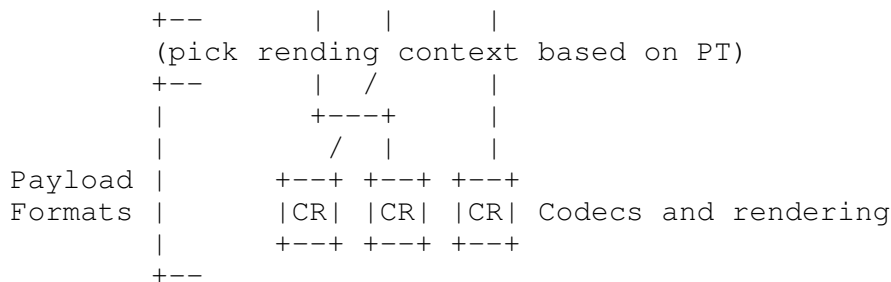 +--       |    |     |
(pick rending context based on PT)
+--       |  /       |
|         +---+      |
|          /  |      |
Payload |       +--+ +--+ +--+
Formats |       |CR| |CR| |CR| Codecs and rendering
|       +--+ +--+ +--+
+--